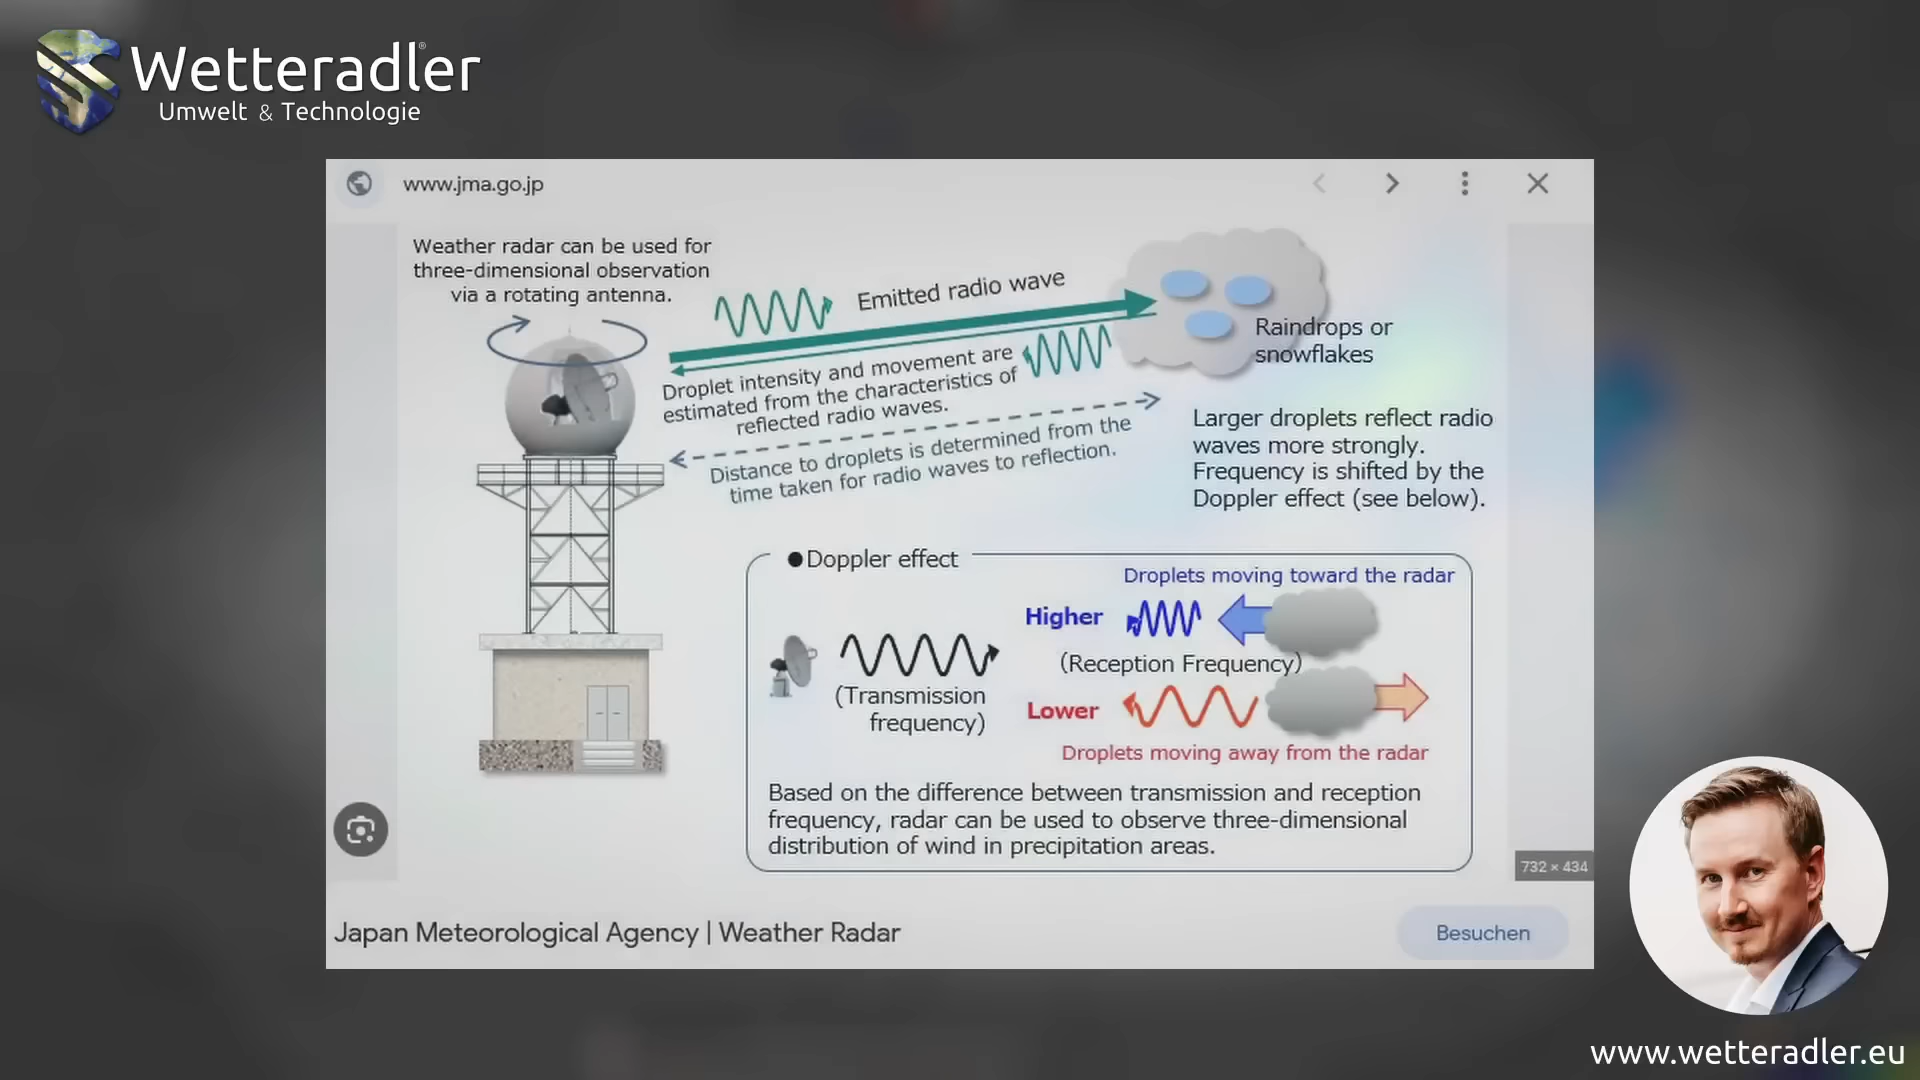 Wetteradler®
Umwelt & Technologie
www.jma.go.jp
Weather radar can be used for
three-dimensional observation
via a rotating antenna.
Emitted radio wave
Droplet intensity and movement are
estimated from the characteristics of
reflected radio waves.
Distance to droplets is determined from the
time taken for radio waves to reflection.
Raindrops or
snowflakes
Larger droplets reflect radio
waves more strongly.
Frequency is shifted by the
Doppler effect (see below).
●Doppler effect
Droplets moving toward the radar
Higher
(Reception Frequency)
(Transmission
frequency)
Lower
Droplets moving away from the radar
Based on the difference between transmission and reception
frequency, radar can be used to observe three-dimensional
distribution of wind in precipitation areas.
732 × 434
Japan Meteorological Agency | Weather Radar
Besuchen
www.wetteradler.eu